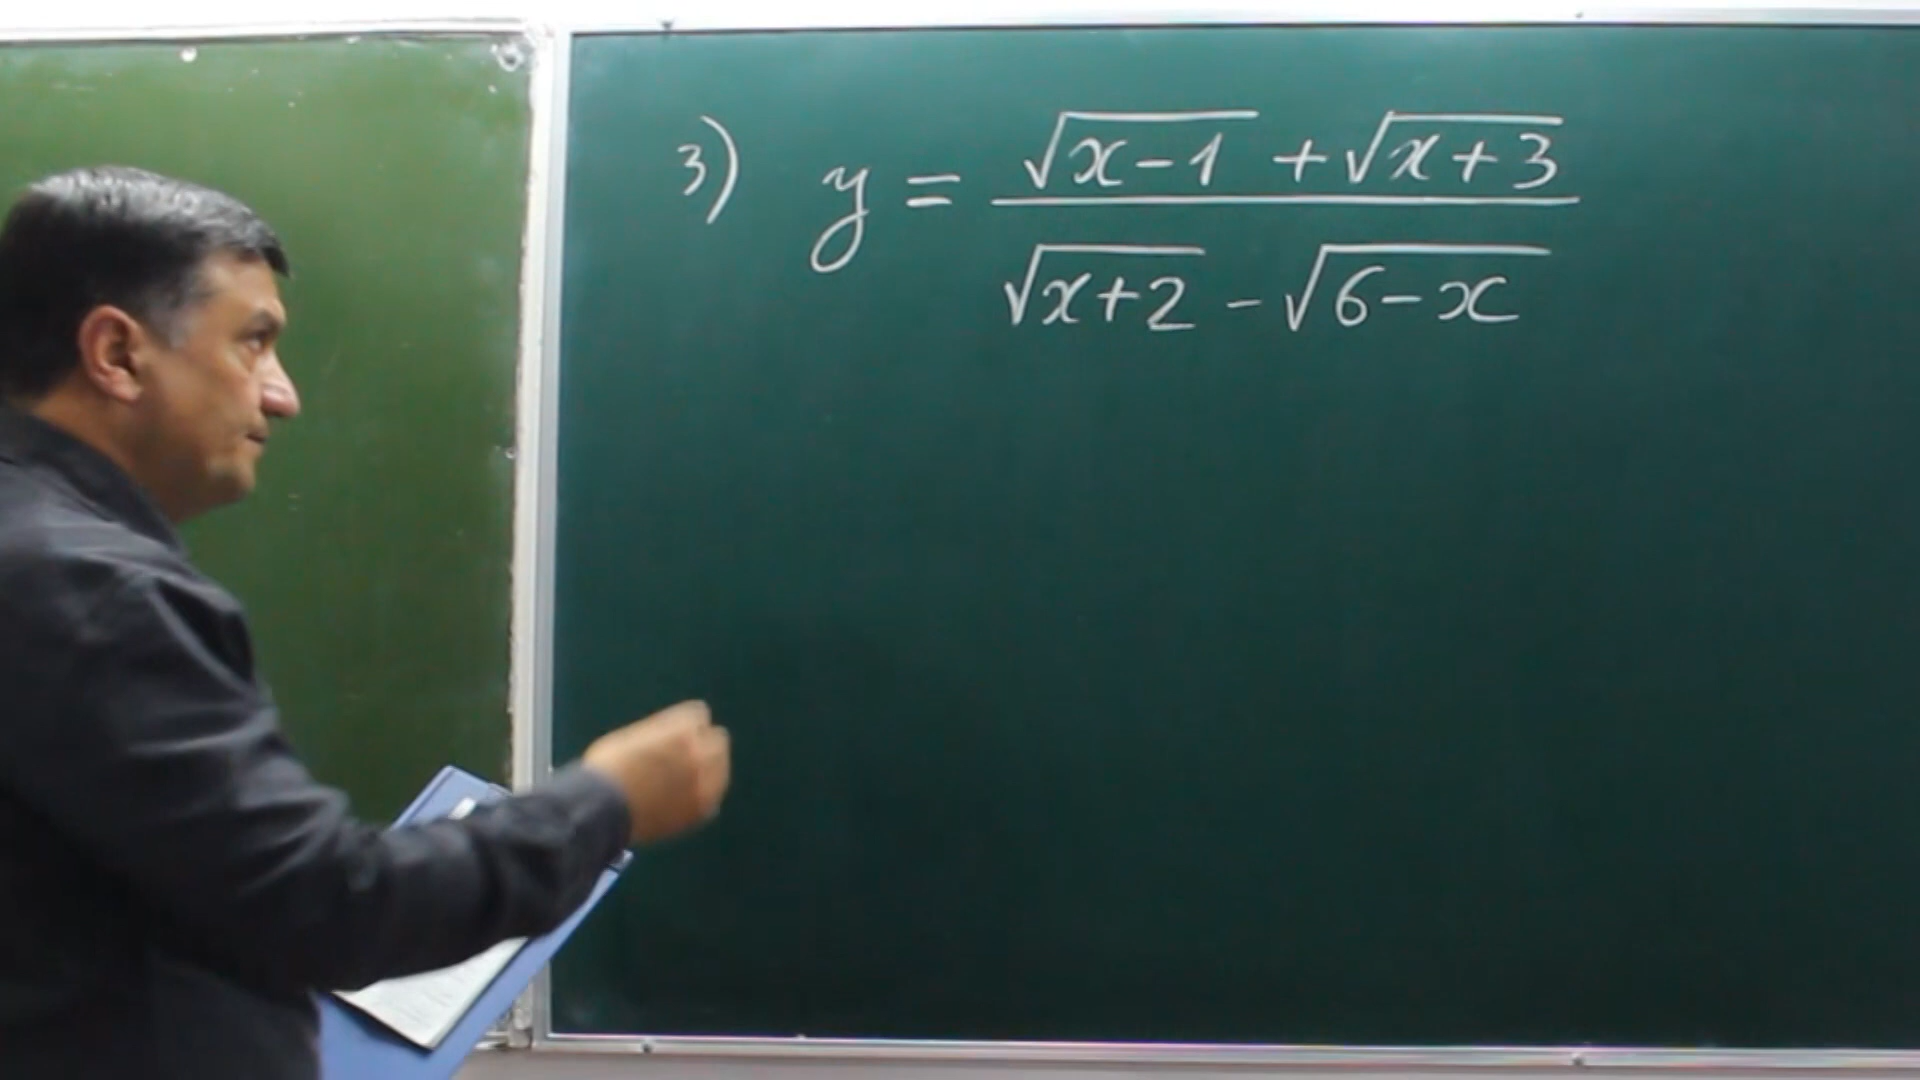 3) y = (√(x-1) + √(x+3)) / (√(x+2) - √(6-x))